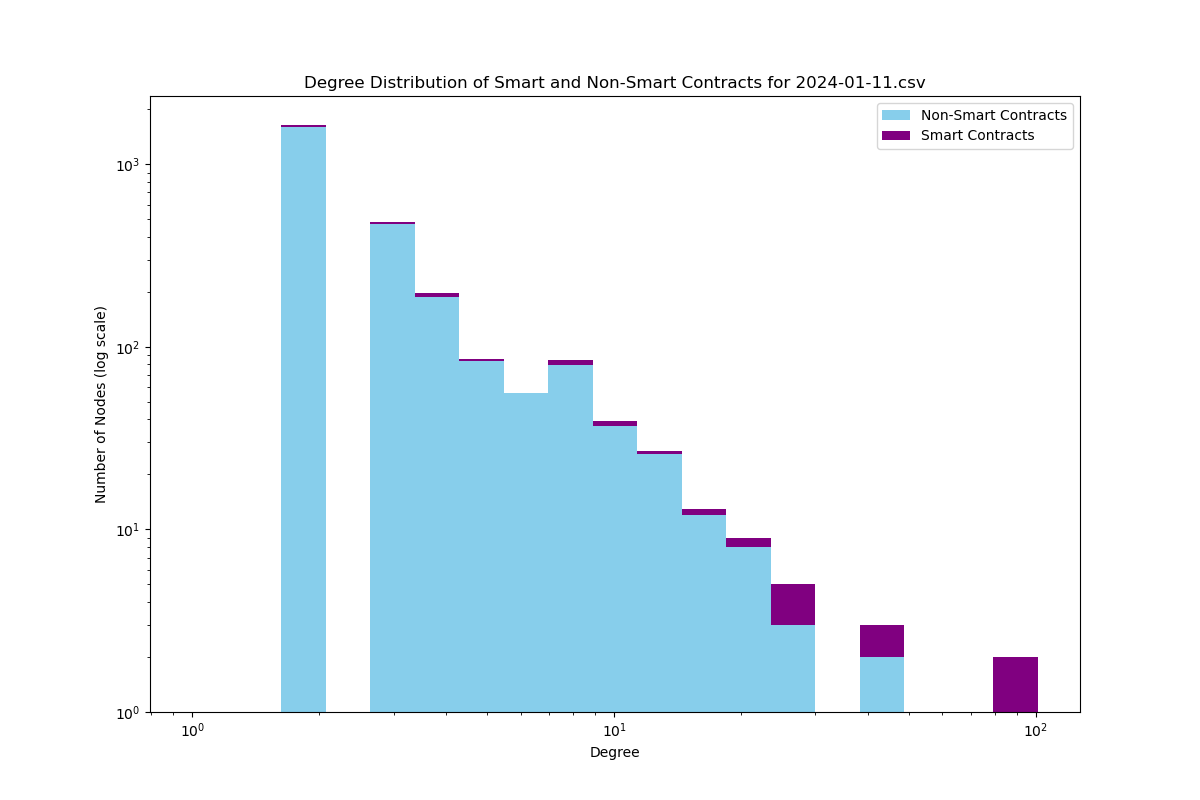 Degree Distribution of Smart and Non-Smart Contracts for 2024-01-11.csv
Non-Smart Contracts
Smart Contracts
Number of Nodes (log scale)
10³
10²
10¹
10⁰
10⁰ 10¹ 10²
Degree